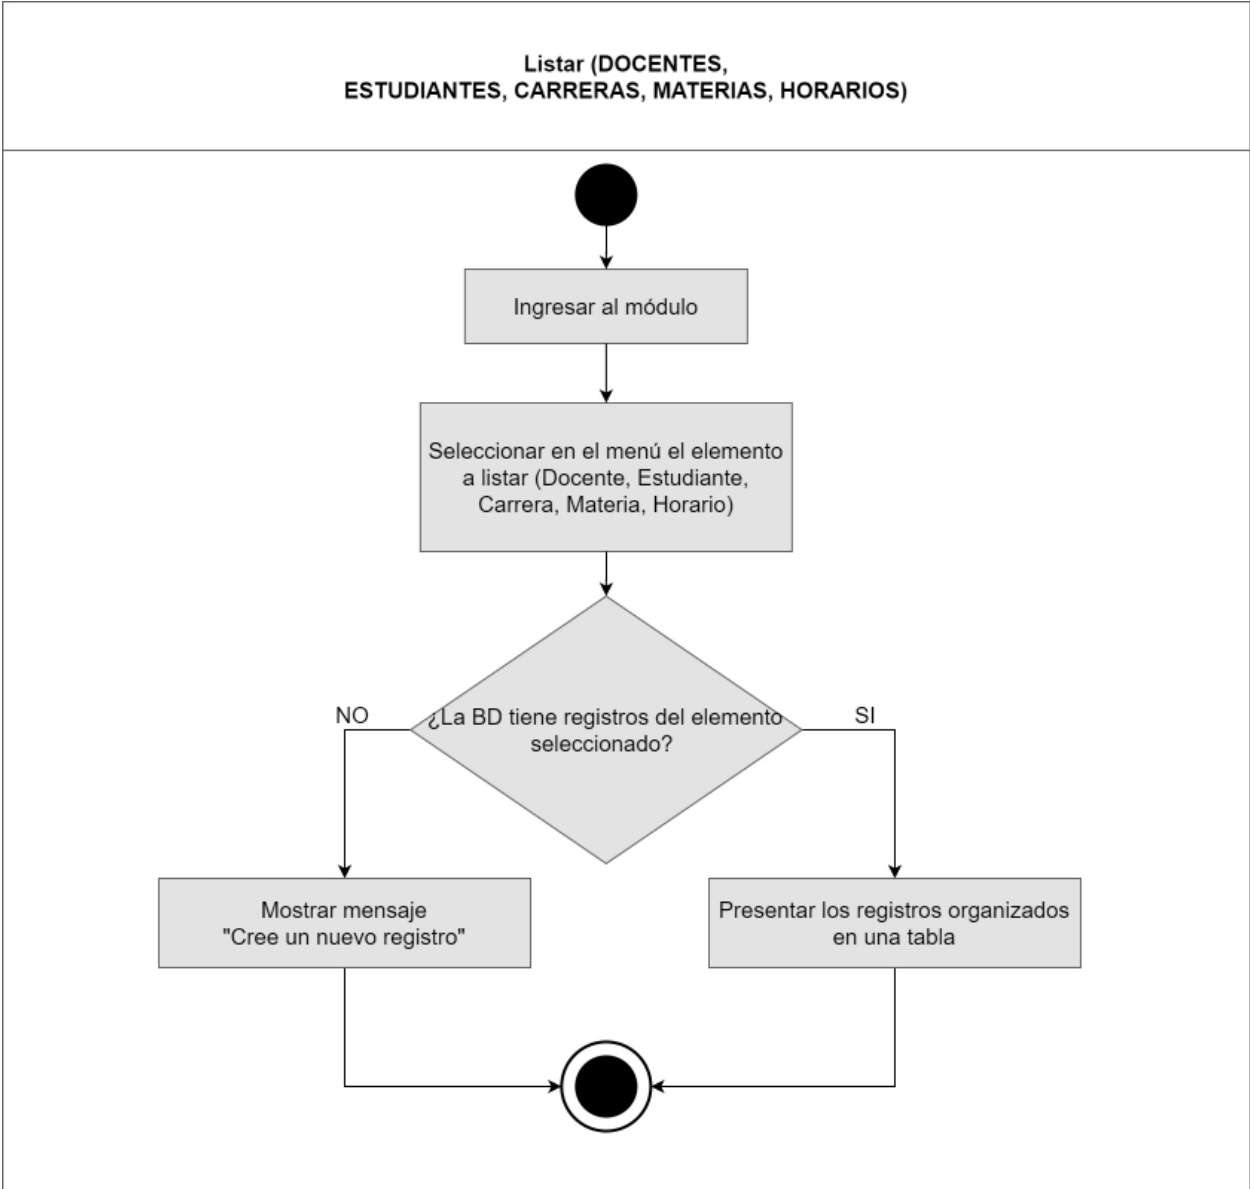 Listar (DOCENTES,
ESTUDIANTES, CARRERAS, MATERIAS, HORARIOS)
Ingresar al módulo
Seleccionar en el menú el elemento
a listar (Docente, Estudiante,
Carrera, Materia, Horario)
NO
¿La BD tiene registros del elemento
seleccionado?
SI
Mostrar mensaje
"Cree un nuevo registro"
Presentar los registros organizados
en una tabla